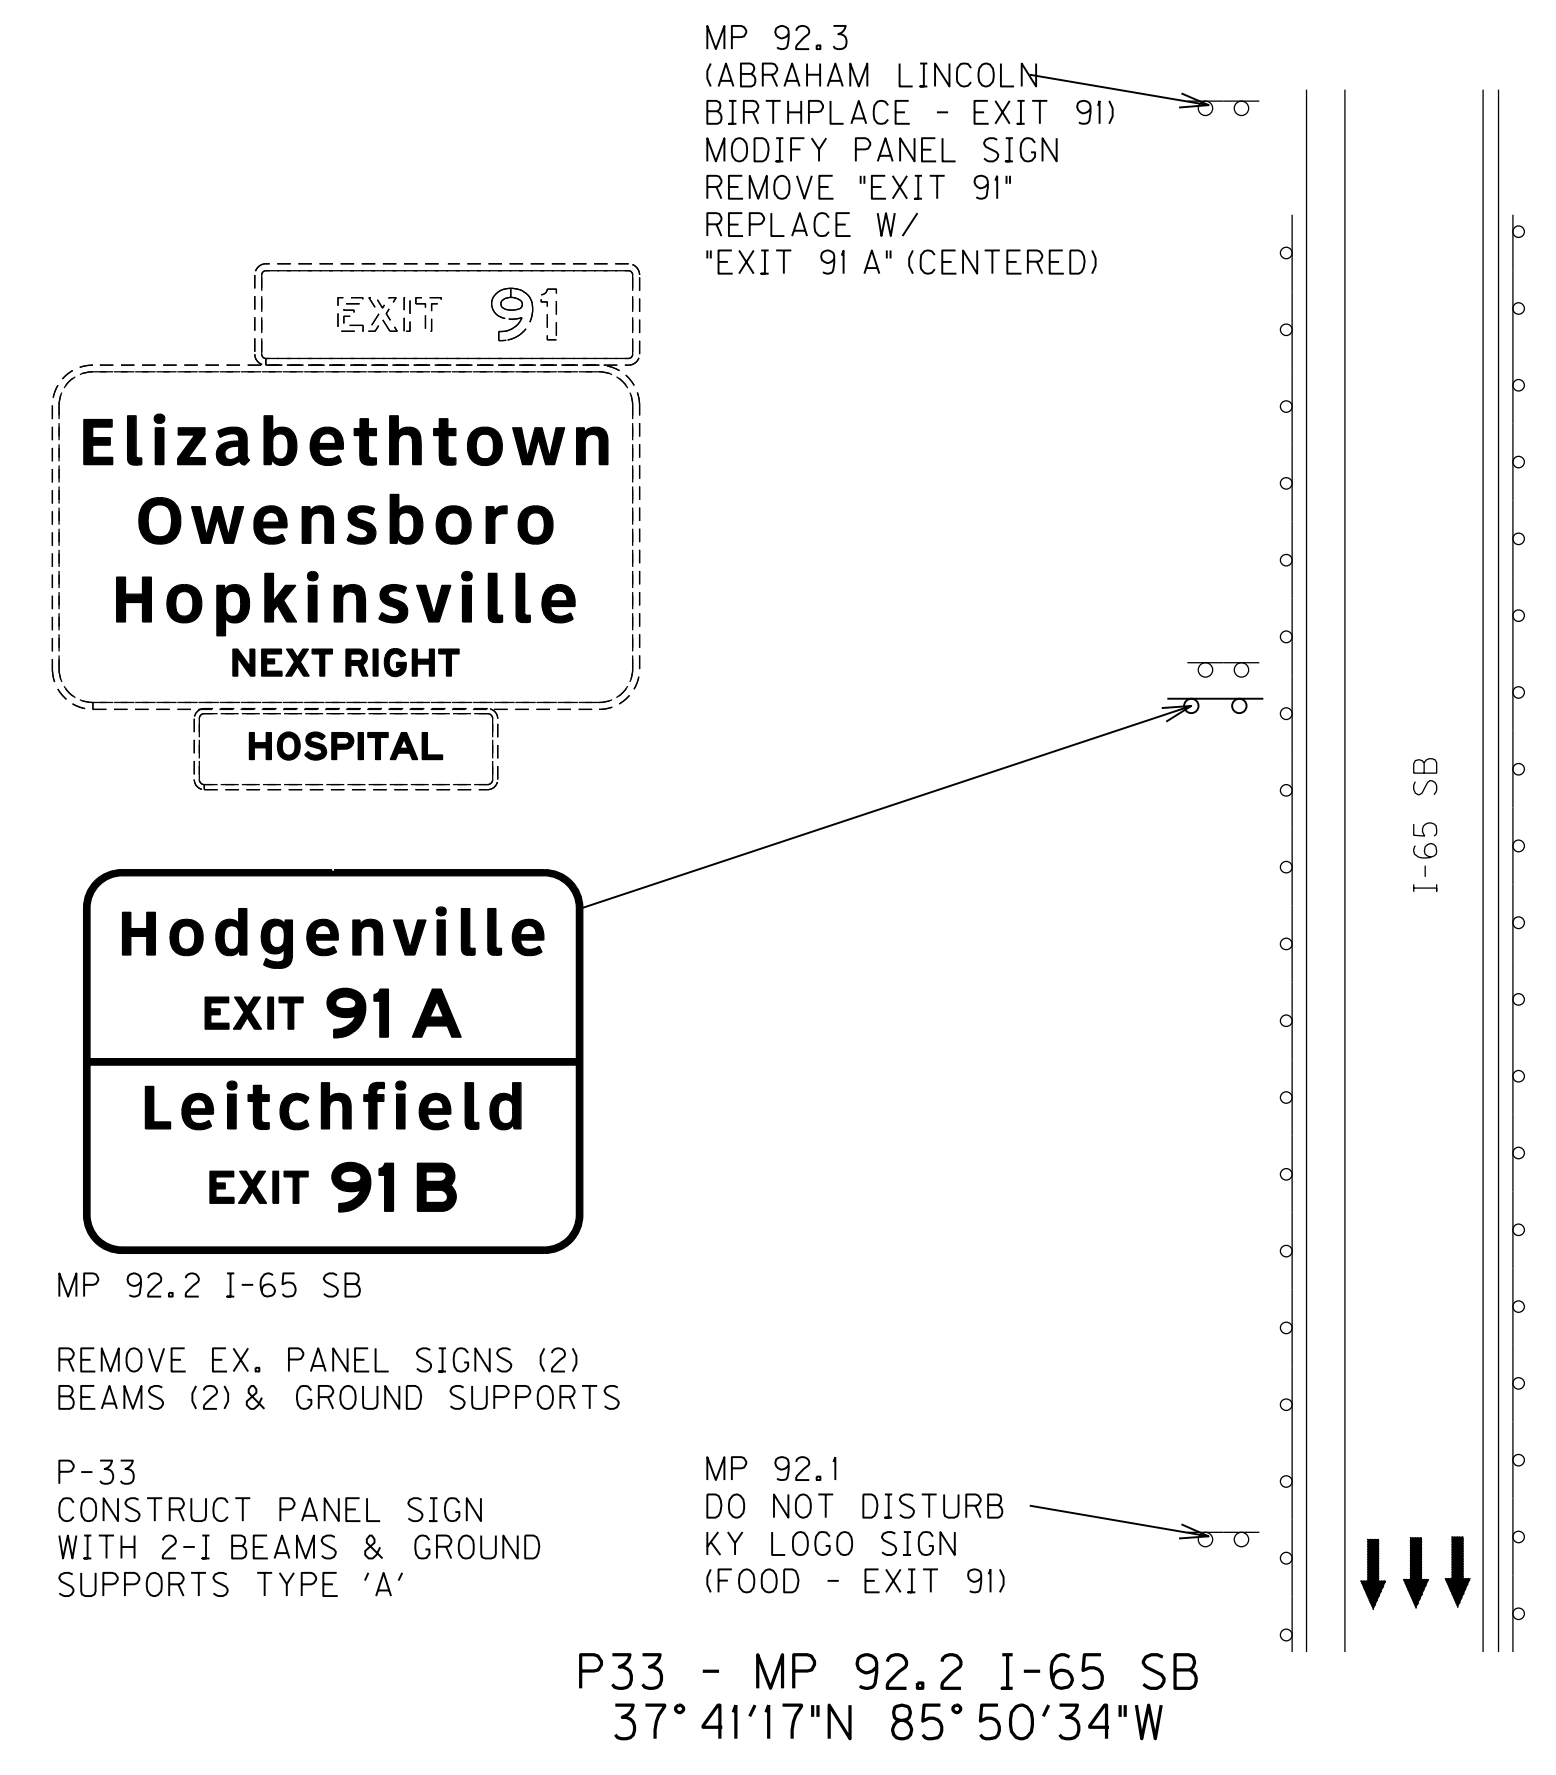 MP 92.3
(ABRAHAM LINCOLN
BIRTHPLACE - EXIT 91)
MODIFY PANEL SIGN
REMOVE "EXIT 91"
REPLACE W/
"EXIT 91 A" (CENTERED)
EXIT 91
Elizabethtown
Owensboro
Hopkinsville
NEXT RIGHT
HOSPITAL
Hodgenville
EXIT 91 A
Leitchfield
EXIT 91 B
MP 92.2 I-65 SB
REMOVE EX. PANEL SIGNS (2)
BEAMS (2) & GROUND SUPPORTS
P-33
CONSTRUCT PANEL SIGN
WITH 2-I BEAMS & GROUND
SUPPORTS TYPE 'A'
I-65 SB
MP 92.1
DO NOT DISTURB
KY LOGO SIGN
(FOOD - EXIT 91)
P33 - MP 92.2 I-65 SB
37°41'17"N 85°50'34"W